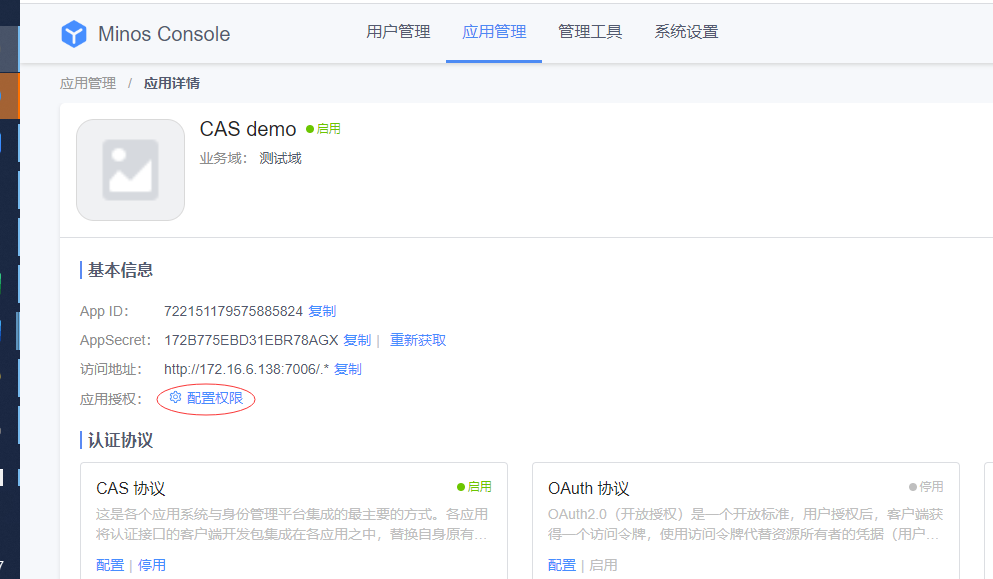 Minos Console 用户管理 应用管理 管理工具 系统设置
应用管理 / 应用详情
CAS demo 启用
业务域： 测试域
基本信息
App ID： 722151179575885824 复制
AppSecret： 172B775EBD31EBR78AGX 复制 | 重新获取
访问地址： http://172.16.6.138:7006/.* 复制
应用授权： 配置权限
认证协议
CAS 协议 启用
这是各个应用系统与身份管理平台集成的最主要的方式。各应用
将认证接口的客户端开发包集成在各应用之中，替换自身原有...
配置 | 停用
OAuth 协议 停用
OAuth2.0（开放授权）是一个开放标准，用户授权后，客户端获
得一个访问令牌，使用访问令牌代替资源所有者的凭据（用户...
配置 | 启用